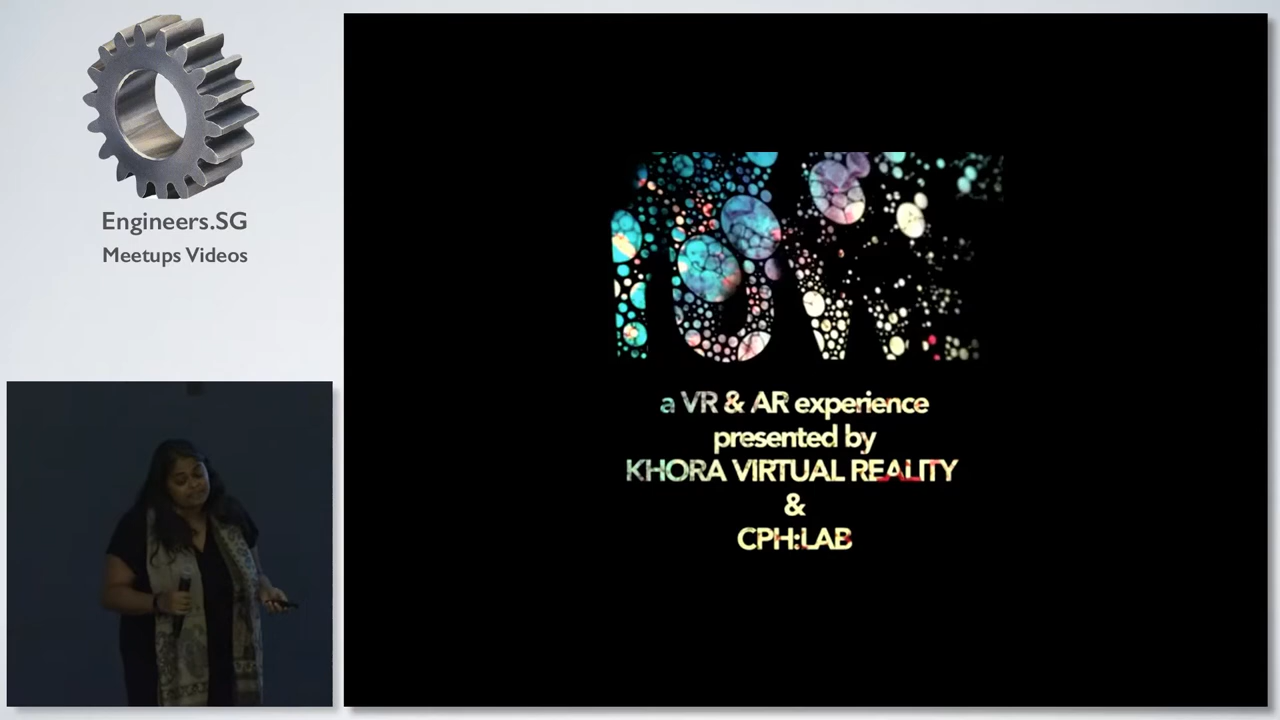 Engineers.SG
Meetups Videos
a VR & AR experience
presented by
KHORA VIRTUAL REALITY
&
CPH:LAB